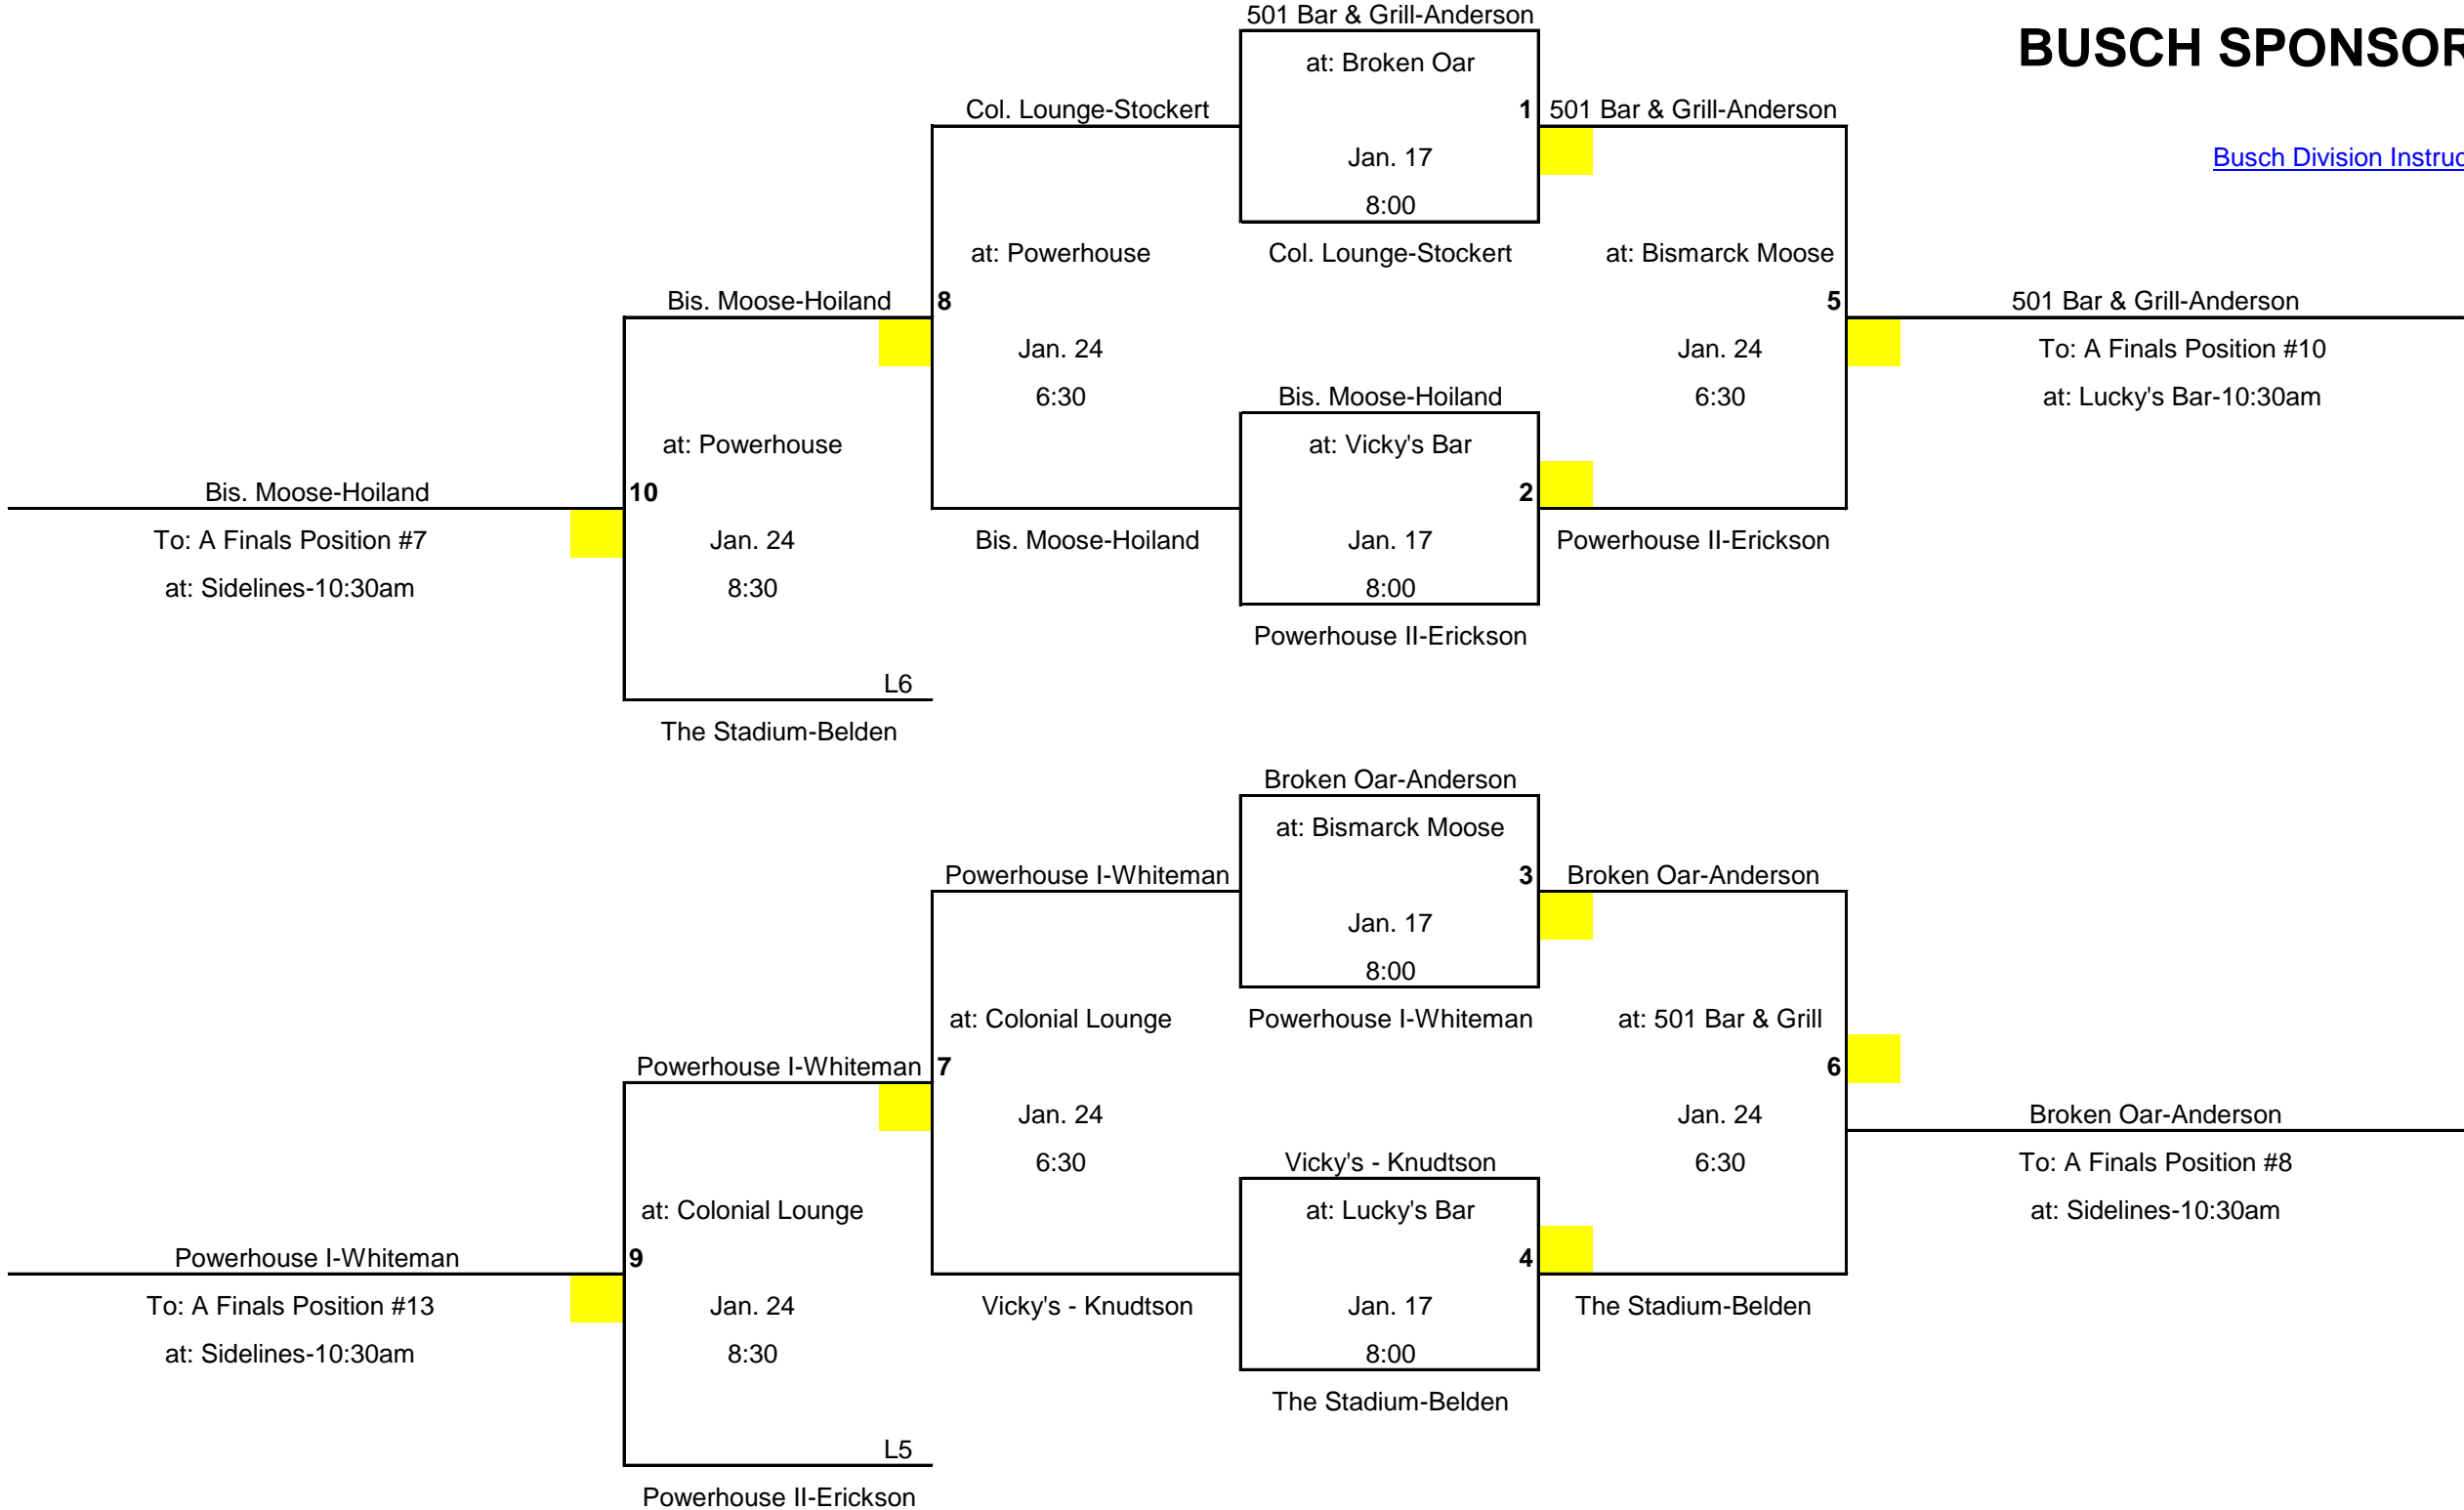 501 Bar & Grill-Anderson
BUSCH SPONSOR
at: Broken Oar
Col. Lounge-Stockert
1
501 Bar & Grill-Anderson
Jan. 17
Busch Division Instruc
8:00
at: Powerhouse
Col. Lounge-Stockert
at: Bismarck Moose
Bis. Moose-Hoiland
8
5
501 Bar & Grill-Anderson
Jan. 24
Jan. 24
To: A Finals Position #10
6:30
Bis. Moose-Hoiland
6:30
at: Lucky's Bar-10:30am
at: Powerhouse
at: Vicky's Bar
Bis. Moose-Hoiland
10
2
To: A Finals Position #7
Jan. 24
Bis. Moose-Hoiland
Jan. 17
Powerhouse II-Erickson
at: Sidelines-10:30am
8:30
8:00
Powerhouse II-Erickson
L6
The Stadium-Belden
Broken Oar-Anderson
at: Bismarck Moose
Powerhouse I-Whiteman
3
Broken Oar-Anderson
Jan. 17
8:00
at: Colonial Lounge
Powerhouse I-Whiteman
at: 501 Bar & Grill
Powerhouse I-Whiteman
7
6
Jan. 24
Jan. 24
Broken Oar-Anderson
6:30
Vicky's - Knudtson
6:30
To: A Finals Position #8
at: Colonial Lounge
at: Lucky's Bar
at: Sidelines-10:30am
Powerhouse I-Whiteman
9
4
To: A Finals Position #13
Jan. 24
Vicky's - Knudtson
Jan. 17
The Stadium-Belden
at: Sidelines-10:30am
8:30
8:00
The Stadium-Belden
L5
Powerhouse II-Erickson